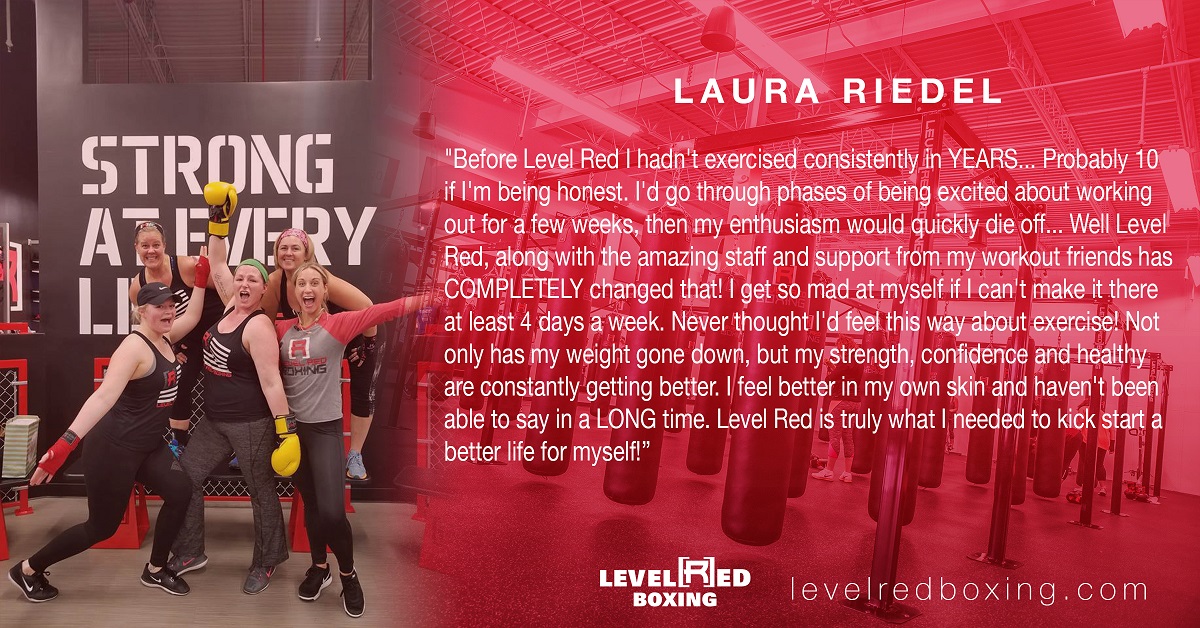 STRONG
AT EVERY
LAURA RIEDEL
"Before Level Red I hadn't exercised consistently in YEARS... Probably 10
if I'm being honest. I'd go through phases of being excited about working
out for a few weeks, then my enthusiasm would quickly die off... Well Level
Red, along with the amazing staff and support from my workout friends has
COMPLETELY changed that! I get so mad at myself if I can't make it there
at least 4 days a week. Never thought I'd feel this way about exercise! Not
only has my weight gone down, but my strength, confidence and healthy
are constantly getting better. I feel better in my own skin and haven't been
able to say in a LONG time. Level Red is truly what I needed to kick start a
better life for myself!”
LEVEL[R]ED
BOXING
levelredboxing.com
RED
BOXING
LEVEL